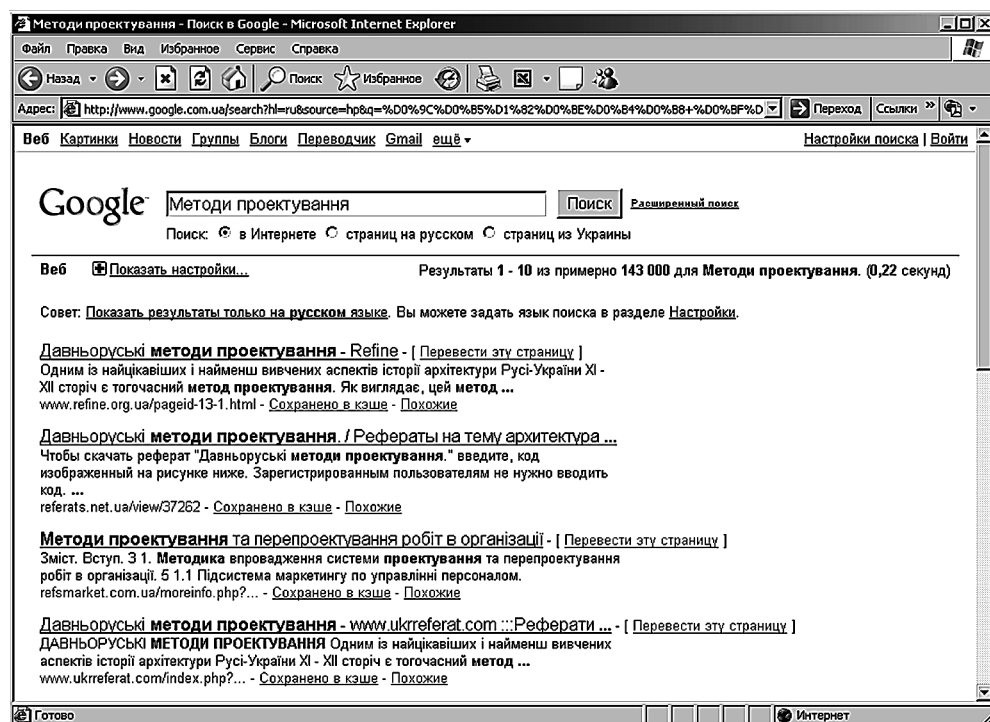 Методи проектування - Поиск в Google - Microsoft Internet Explorer
Файл Правка Вид Избранное Сервис Справка
Назад Поиск Избранное
Адрес: http://www.google.com.ua/search?hl=ru&source=hp&q=%D0%9C%D0%B5%D1%82%D0%BE%D0%B4%D0%B8+%D0%BF%D Переход Ссылки »
Веб Картинки Новости Группы Блоги Переводчик Gmail ещё Настройки поиска | Войти
Google Методи проектування Поиск Расширенный поиск
Поиск: в Интернете страниц на русском страниц из Украины
Веб Показать настройки... Результаты 1 - 10 из примерно 143 000 для Методи проектування. (0,22 секунд)
Совет: Показать результаты только на русском языке. Вы можете задать язык поиска в разделе Настройки.
Давньоруські методи проектування - Refine - [ Перевести эту страницу ]
Одним із найцікавіших і найменш вивчених аспектів історії архітектури Русі-України XI -
XII сторіч є тогочасний метод проектування. Як виглядає, цей метод ...
www.refine.org.ua/pageid-13-1.html - Сохранено в кэше - Похожие
Давньоруські методи проектування. / Рефераты на тему архитектура ...
Чтобы скачать реферат "Давньоруські методи проектування." введите, код
изображенный на рисунке ниже. Зарегистрированным пользователям не нужно вводить
код. ...
referats.net.ua/view/37262 - Сохранено в кэше - Похожие
Методи проектування та перепроектування робіт в організації - [ Перевести эту страницу ]
Зміст. Вступ. 3 1. Методика впровадження системи проектування та перепроектування
робіт в організації. 5 1.1 Підсистема маркетингу по управлінні персоналом.
refsmarket.com.ua/moreinfo.php?... - Сохранено в кэше - Похожие
Давньоруські методи проектування - www.ukrreferat.com :::Реферати ... - [ Перевести эту страницу ]
ДАВНЬОРУСЬКІ МЕТОДИ ПРОЕКТУВАННЯ Одним із найцікавіших і найменш вивчених
аспектів історії архітектури Русі-України XI - XII сторіч є тогочасний метод ...
www.ukrreferat.com/index.php?... - Сохранено в кэше - Похожие
Готово Интернет